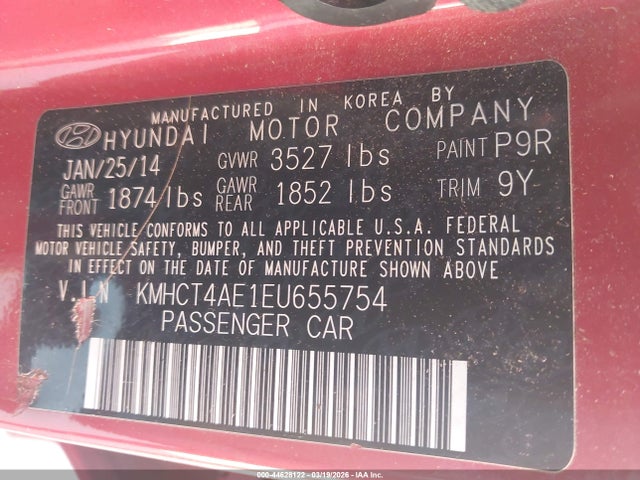 MANUFACTURED IN KOREA BY
HYUNDAI MOTOR COMPANY
JAN/25/14 GVWR 3527 lbs PAINT P9R
GAWR FRONT 1874 lbs GAWR REAR 1852 lbs TRIM 9Y
THIS VEHICLE CONFORMS TO ALL APPLICABLE U.S.A. FEDERAL
MOTOR VEHICLE SAFETY, BUMPER, AND THEFT PREVENTION STANDARDS
IN EFFECT ON THE DATE OF MANUFACTURE SHOWN ABOVE
V.I.N KMHCT4AE1EU655754
PASSENGER CAR
000-44628122 - 03/19/2026 - IAA Inc.